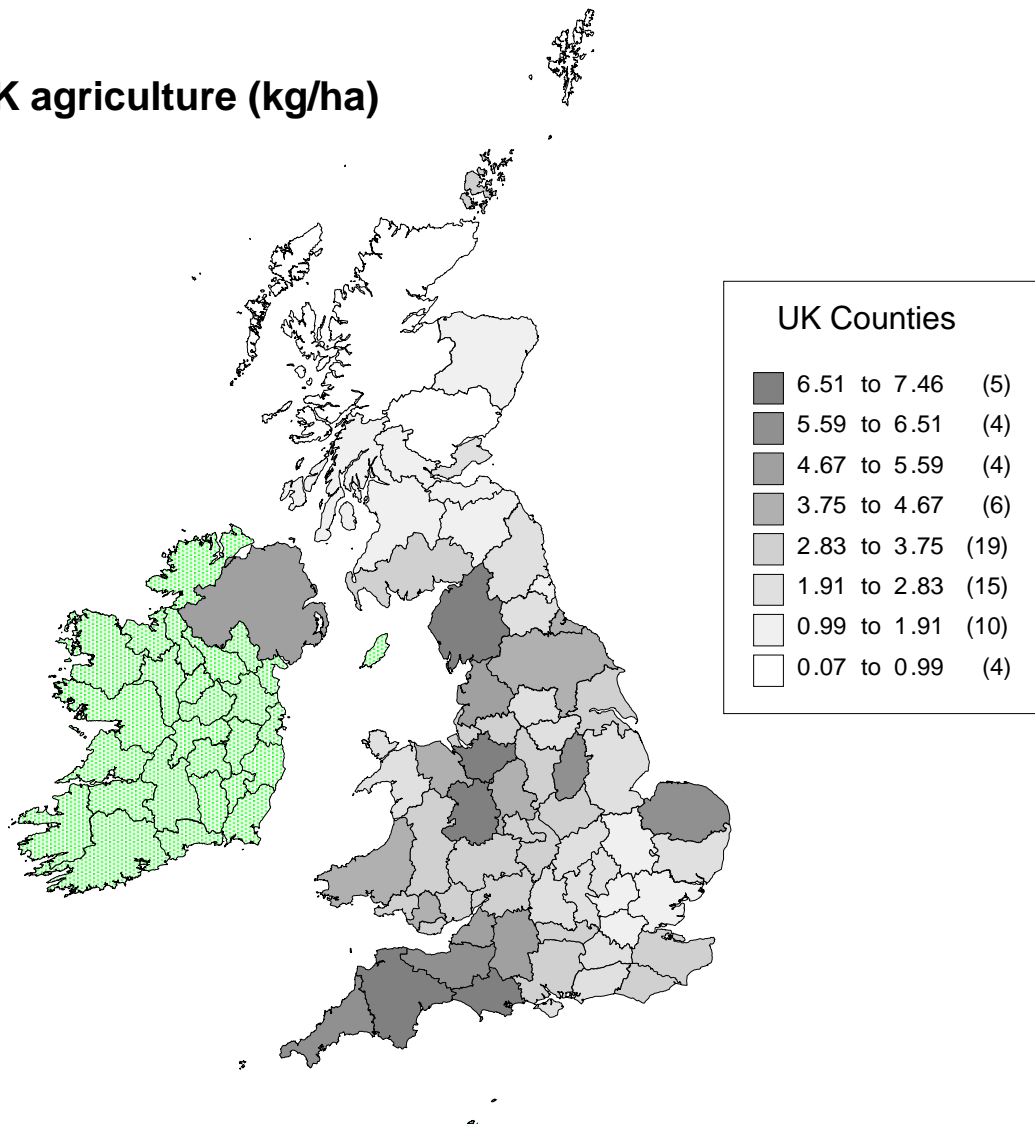 K agriculture (kg/ha)
UK Counties
6.51 to 7.46 (5)
5.59 to 6.51 (4)
4.67 to 5.59 (4)
3.75 to 4.67 (6)
2.83 to 3.75 (19)
1.91 to 2.83 (15)
0.99 to 1.91 (10)
0.07 to 0.99 (4)